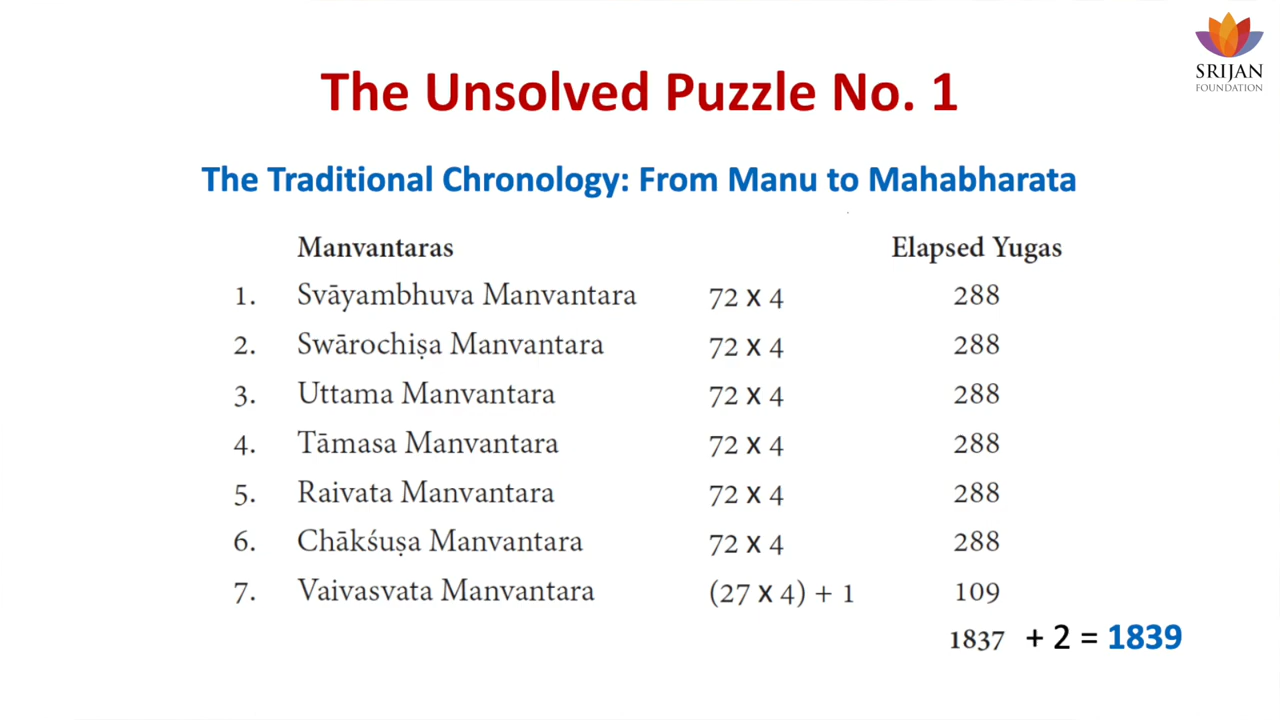 SRIJAN
FOUNDATION
The Unsolved Puzzle No. 1
The Traditional Chronology: From Manu to Mahabharata
Manvantaras Elapsed Yugas
1. Svāyambhuva Manvantara 72 x 4 288
2. Swārochiṣa Manvantara 72 x 4 288
3. Uttama Manvantara 72 x 4 288
4. Tāmasa Manvantara 72 x 4 288
5. Raivata Manvantara 72 x 4 288
6. Chākśuṣa Manvantara 72 x 4 288
7. Vaivasvata Manvantara (27 x 4) + 1 109
1837 + 2 = 1839